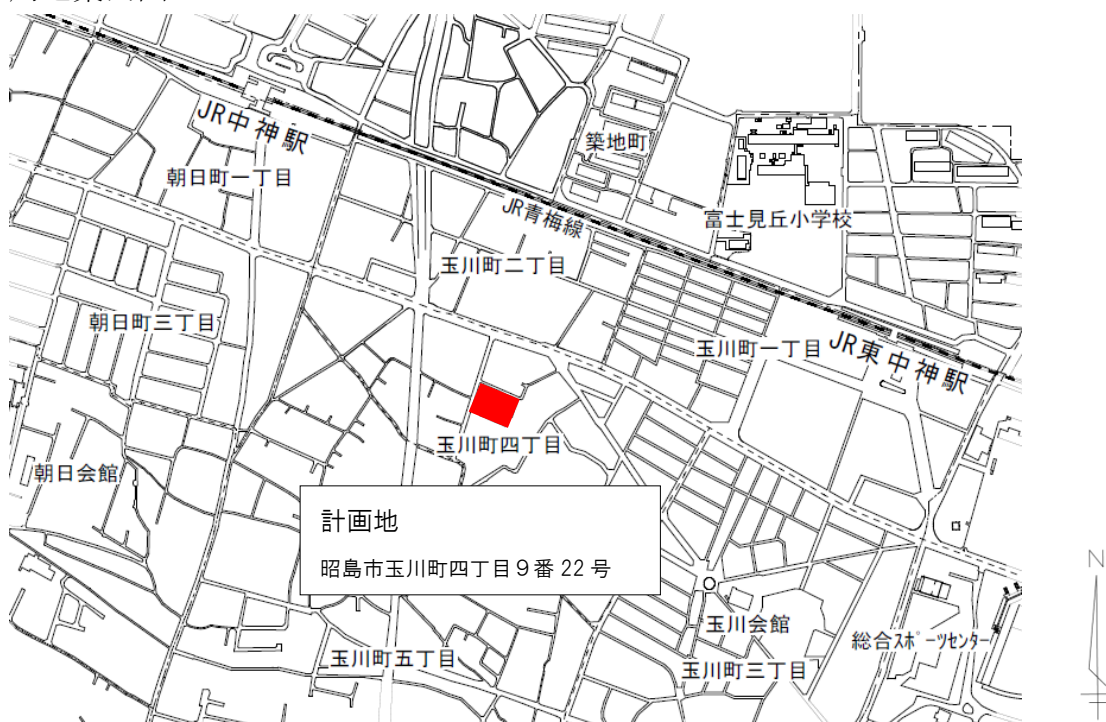 JR中神駅
築地町
朝日町一丁目
JR青梅線
富士見丘小学校
玉川町二丁目
朝日町三丁目
玉川町一丁目
JR東中神駅
玉川町四丁目
朝日会館
計画地
昭島市玉川町四丁目９番 22 号
N
玉川会館
総合ｽﾎﾟｰﾂｾﾝﾀｰ
玉川町五丁目
玉川町三丁目